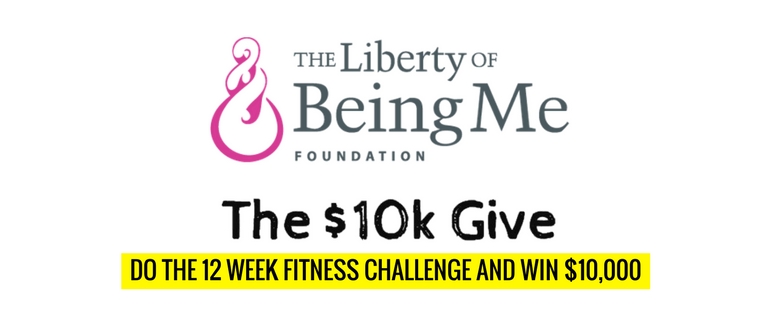 THE Liberty OF
Being Me
FOUNDATION
The $10k Give
DO THE 12 WEEK FITNESS CHALLENGE AND WIN $10,000